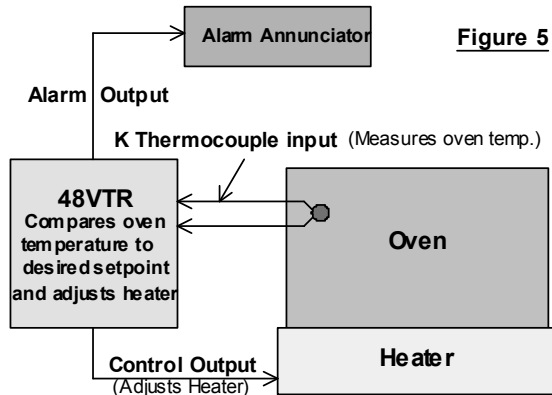 Alarm Annunciator
Figure 5
Alarm Output
K Thermocouple input (Measures oven temp.)
48VTR
Compares oven
temperature to
desired setpoint
and adjusts heater
Oven
Control Output
(Adjusts Heater)
Heater